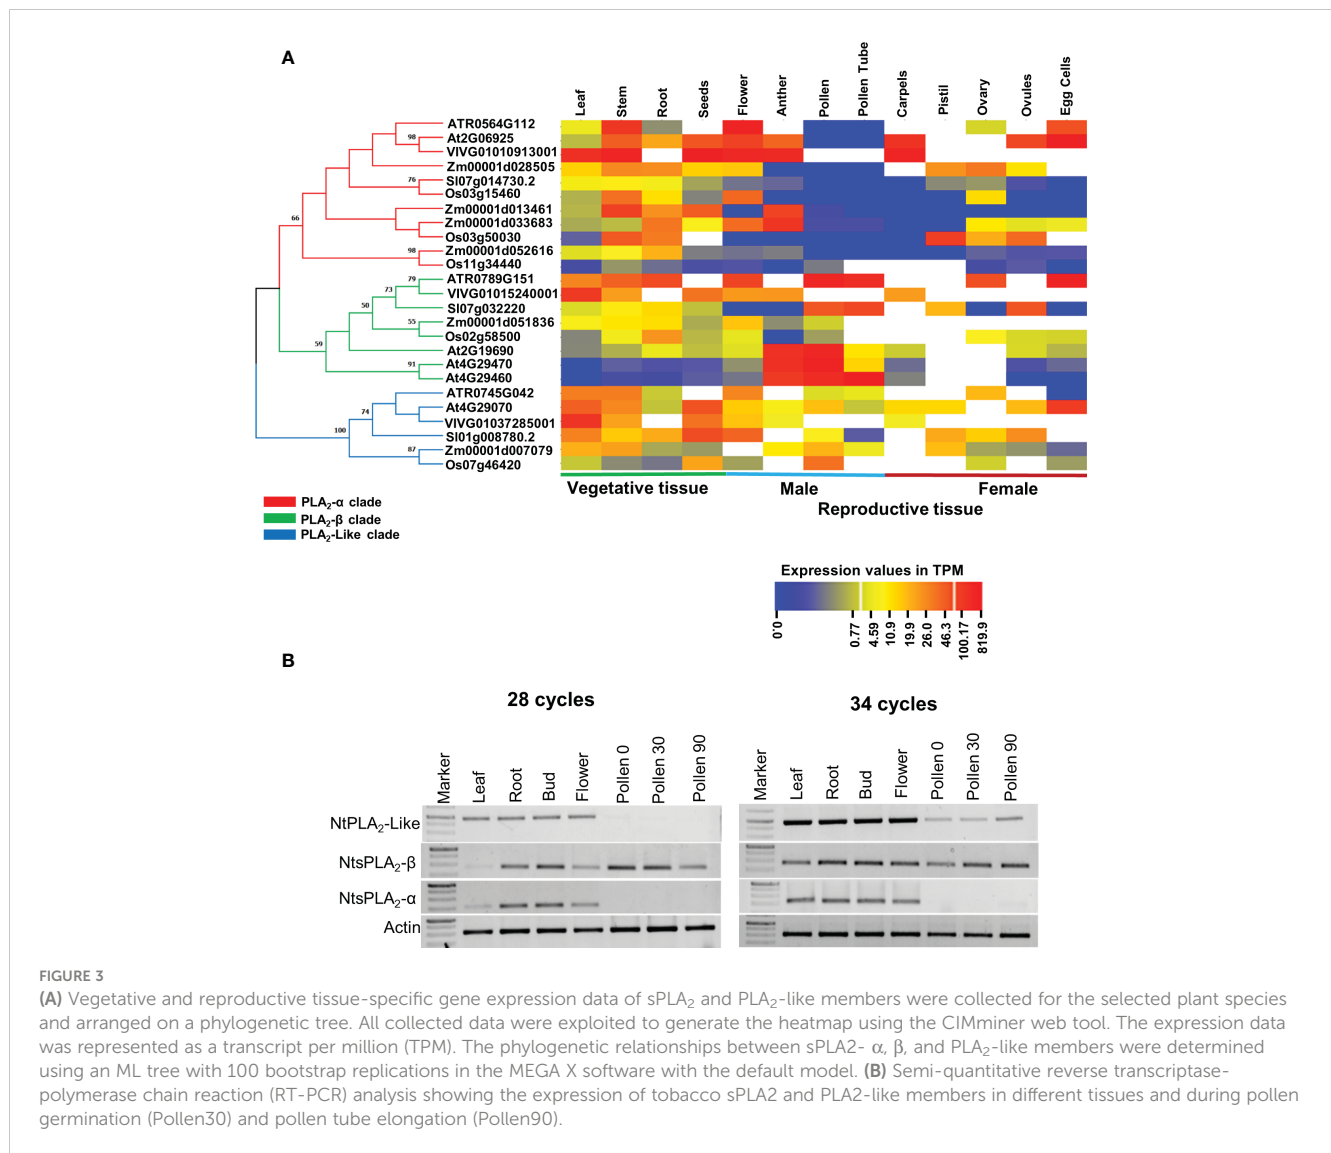 A
Leaf
Stem
Root
Seeds
Flower
Anther
Pollen
Pollen Tube
Carpels
Pistil
Ovary
Ovules
Egg Cells
ATR0564G112
At2G06925
VIVG01010913001
Zm00001d028505
Sl07g014730.2
Os03g15460
Zm00001d013461
Zm00001d033683
Os03g50030
Zm00001d052616
Os11g34440
ATR0789G151
VIVG01015240001
Sl07g032220
Zm00001d051836
Os02g58500
At2G19690
At4G29470
At4G29460
ATR0745G042
At4G29070
VIVG01037285001
Sl01g008780.2
Zm00001d007079
Os07g46420
98
76
66
98
79
73
50
55
59
91
74
100
87
Vegetative tissue
Male
Female
Reproductive tissue
PLA₂-α clade
PLA₂-β clade
PLA₂-Like clade
Expression values in TPM
0'0
0.77
4.59
10.9
19.9
26.0
46.3
100.17
819.9
B
28 cycles
34 cycles
Marker
Leaf
Root
Bud
Flower
Pollen 0
Pollen 30
Pollen 90
Marker
Leaf
Root
Bud
Flower
Pollen 0
Pollen 30
Pollen 90
NtPLA₂-Like
NtsPLA₂-β
NtsPLA₂-α
Actin
FIGURE 3
(A) Vegetative and reproductive tissue-specific gene expression data of sPLA₂ and PLA₂-like members were collected for the selected plant species
and arranged on a phylogenetic tree. All collected data were exploited to generate the heatmap using the CIMminer web tool. The expression data
was represented as a transcript per million (TPM). The phylogenetic relationships between sPLA2- α, β, and PLA₂-like members were determined
using an ML tree with 100 bootstrap replications in the MEGA X software with the default model. (B) Semi-quantitative reverse transcriptase-
polymerase chain reaction (RT-PCR) analysis showing the expression of tobacco sPLA2 and PLA2-like members in different tissues and during pollen
germination (Pollen30) and pollen tube elongation (Pollen90).